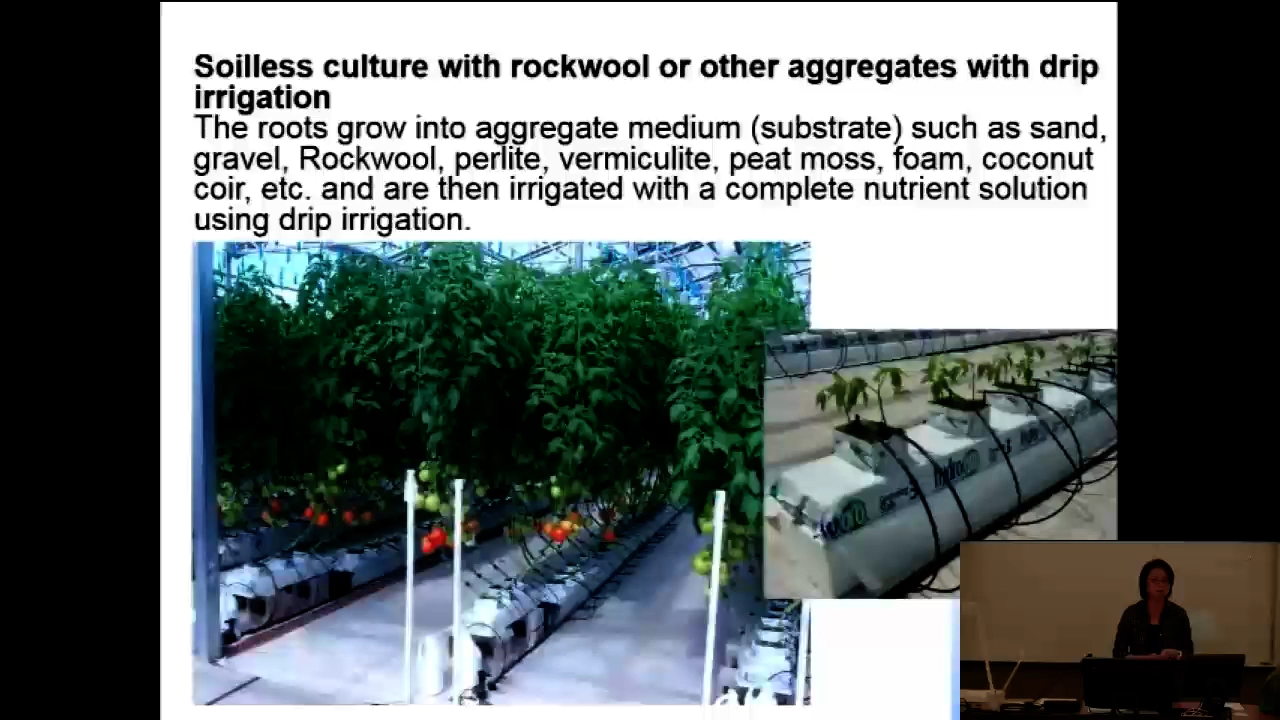 Soilless culture with rockwool or other aggregates with drip
irrigation
The roots grow into aggregate medium (substrate) such as sand,
gravel, Rockwool, perlite, vermiculite, peat moss, foam, coconut
coir, etc. and are then irrigated with a complete nutrient solution
using drip irrigation.